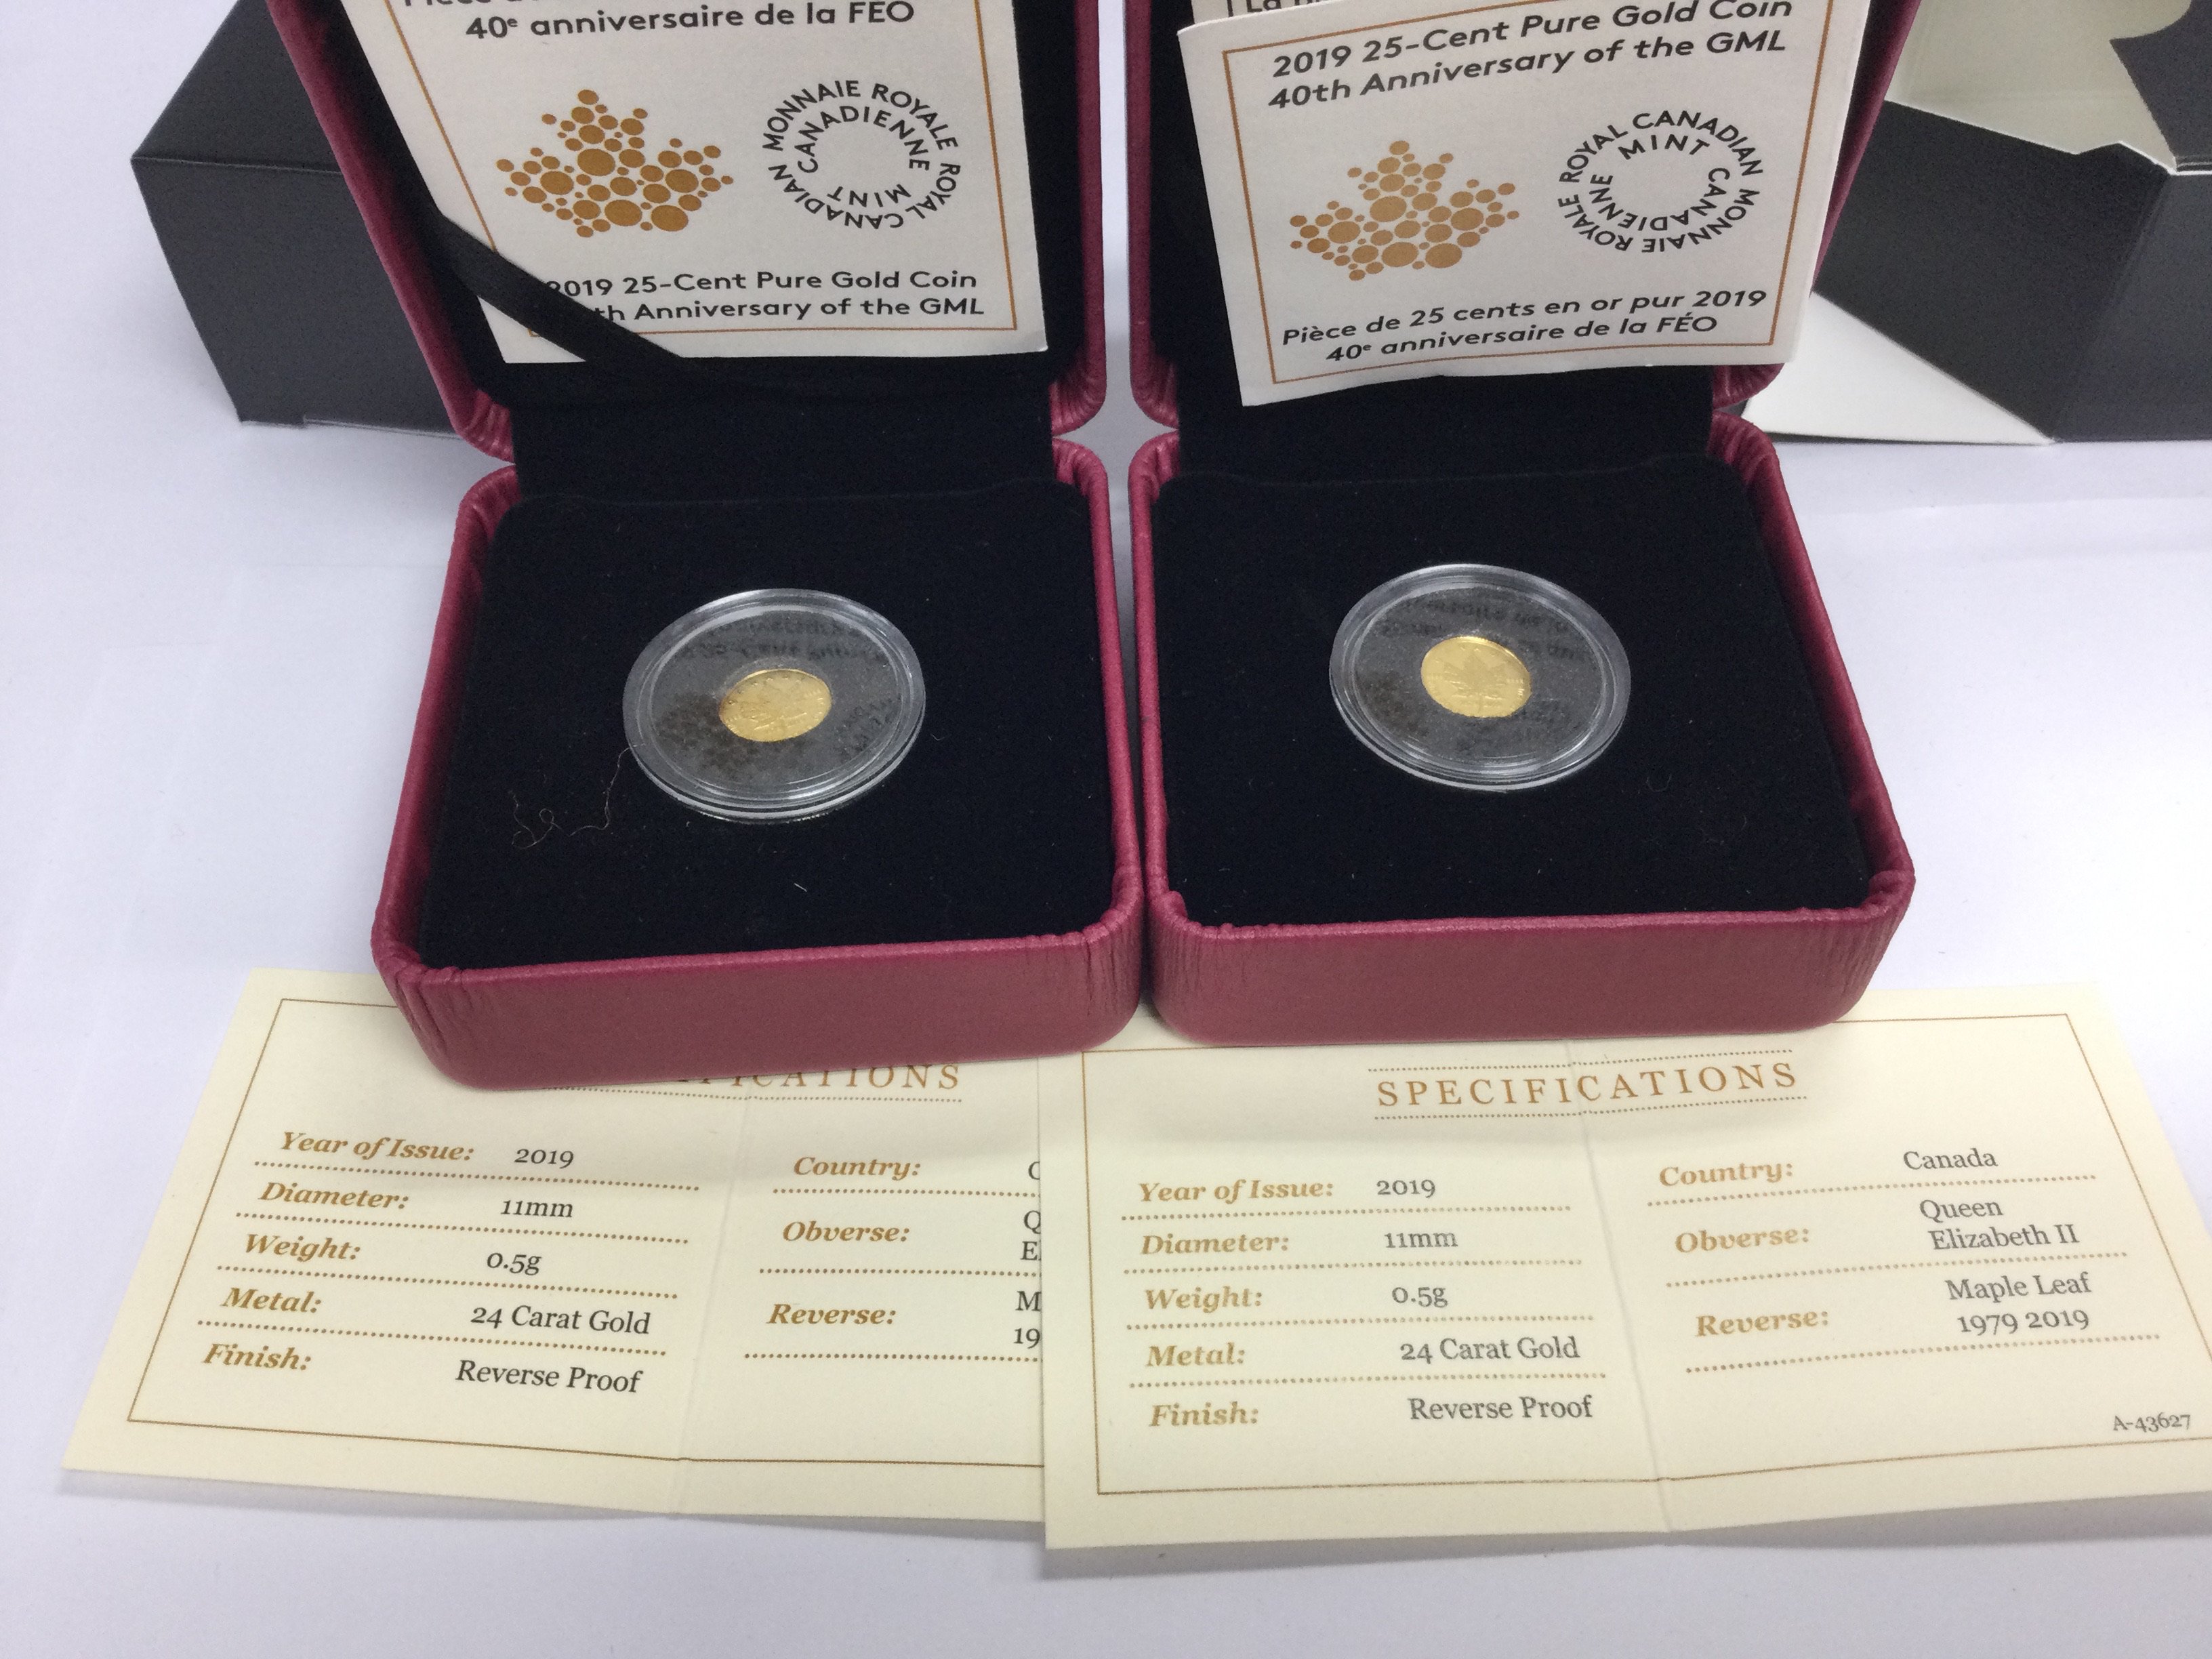 40e anniversaire de la FÉO
MONNAIE ROYALE CANADIENNE
ROYAL CANADIAN MINT
2019 25-Cent Pure Gold Coin
th Anniversary of the GML
La
2019 25-Cent Pure Gold Coin
40th Anniversary of the GML
ROYAL CANADIAN MINT
MONNAIE ROYALE CANADIENNE
Pièce de 25 cents en or pur 2019
40e anniversaire de la FÉO
ICATIONS
Year of Issue: 2019
Diameter: 11mm
Weight: 0.5g
Metal: 24 Carat Gold
Finish: Reverse Proof
Country:
Obverse:
Reverse:
SPECIFICATIONS
Year of Issue: 2019
Diameter: 11mm
Weight: 0.5g
Metal: 24 Carat Gold
Finish: Reverse Proof
Country: Canada
Obverse: Queen
Elizabeth II
Reverse: Maple Leaf
1979 2019
A-43627